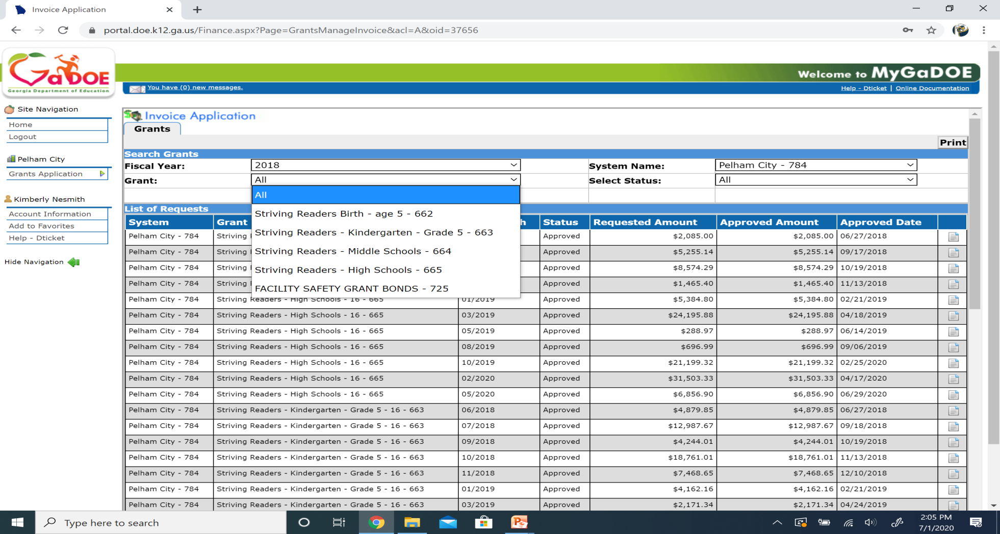 Invoice Application
portal.doe.k12.ga.us/Finance.aspx?Page=GrantsManageInvoice&acl=A&oid=37656
GaDOE
Georgia Department of Education
Welcome to MyGaDOE
You have (0) new messages.
Help - Dticket | Online Documentation
Site Navigation
Home
Logout
Pelham City
Grants Application
Kimberly Nesmith
Account Information
Add to Favorites
Help - Dticket
Hide Navigation
Invoice Application
Grants
Print
Search Grants
Fiscal Year: 2018 System Name: Pelham City - 784
Grant: All Select Status: All
All
Striving Readers Birth - age 5 - 662
Striving Readers - Kindergarten - Grade 5 - 663
Striving Readers - Middle Schools - 664
Striving Readers - High Schools - 665
FACILITY SAFETY GRANT BONDS - 725
List of Requests
System Grant h Status Requested Amount Approved Amount Approved Date
Pelham City - 784 Striving Approved $2,085.00 $2,085.00 06/27/2018
Pelham City - 784 Striving Approved $5,255.14 $5,255.14 09/17/2018
Pelham City - 784 Striving Approved $8,574.29 $8,574.29 10/19/2018
Pelham City - 784 Striving Approved $1,465.40 $1,465.40 11/13/2018
Pelham City - 784 Striving Readers - High Schools - 16 - 665 01/2019 Approved $5,384.80 $5,384.80 02/21/2019
Pelham City - 784 Striving Readers - High Schools - 16 - 665 03/2019 Approved $24,195.88 $24,195.88 04/18/2019
Pelham City - 784 Striving Readers - High Schools - 16 - 665 05/2019 Approved $288.97 $288.97 06/14/2019
Pelham City - 784 Striving Readers - High Schools - 16 - 665 08/2019 Approved $696.99 $696.99 09/06/2019
Pelham City - 784 Striving Readers - High Schools - 16 - 665 10/2019 Approved $21,199.32 $21,199.32 02/25/2020
Pelham City - 784 Striving Readers - High Schools - 16 - 665 02/2020 Approved $31,503.33 $31,503.33 04/17/2020
Pelham City - 784 Striving Readers - High Schools - 16 - 665 05/2020 Approved $6,856.90 $6,856.90 06/29/2020
Pelham City - 784 Striving Readers - Kindergarten - Grade 5 - 16 - 663 06/2018 Approved $4,879.85 $4,879.85 06/27/2018
Pelham City - 784 Striving Readers - Kindergarten - Grade 5 - 16 - 663 07/2018 Approved $12,987.67 $12,987.67 09/18/2018
Pelham City - 784 Striving Readers - Kindergarten - Grade 5 - 16 - 663 09/2018 Approved $4,244.01 $4,244.01 10/19/2018
Pelham City - 784 Striving Readers - Kindergarten - Grade 5 - 16 - 663 10/2018 Approved $18,761.01 $18,761.01 11/13/2018
Pelham City - 784 Striving Readers - Kindergarten - Grade 5 - 16 - 663 11/2018 Approved $7,468.65 $7,468.65 12/10/2018
Pelham City - 784 Striving Readers - Kindergarten - Grade 5 - 16 - 663 01/2019 Approved $4,162.16 $4,162.16 02/21/2019
Pelham City - 784 Striving Readers - Kindergarten - Grade 5 - 16 - 663 03/2019 Approved $2,171.34 $2,171.34 04/24/2019
Type here to search
2:05 PM
7/1/2020